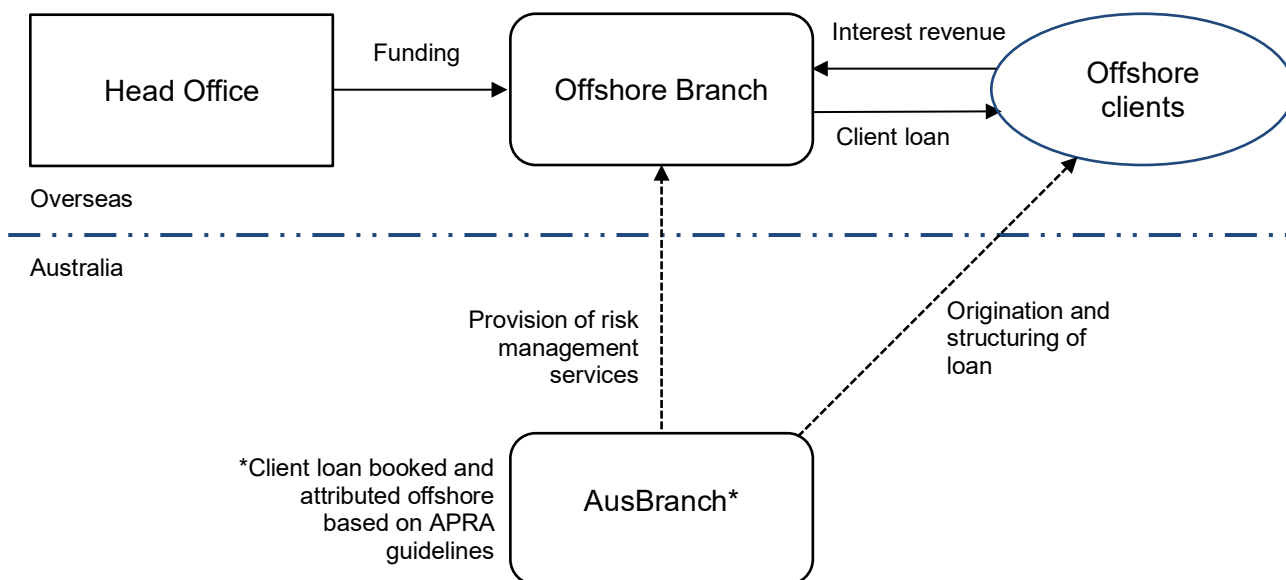 Head Office
Funding
Offshore Branch
Interest revenue
Client loan
Offshore
clients
Overseas
Australia
Provision of risk
management
services
Origination and
structuring of
loan
*Client loan booked and
attributed offshore
based on APRA
guidelines
AusBranch*